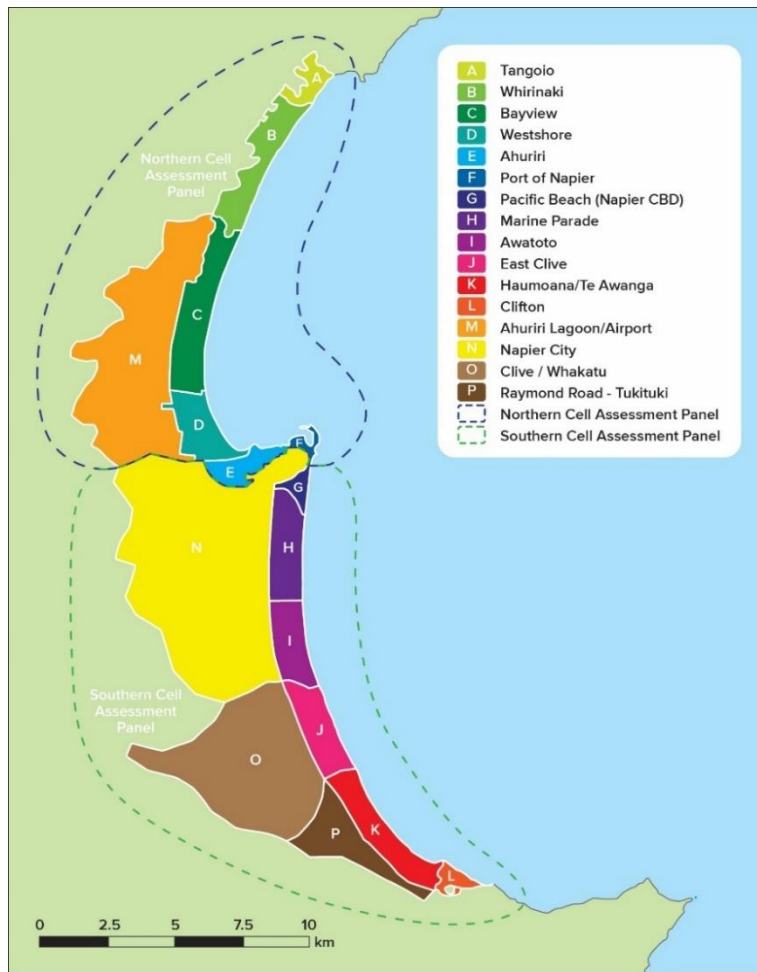 A Tangoio
B Whirinaki
C Bayview
D Westshore
E Ahuriri
F Port of Napier
G Pacific Beach (Napier CBD)
H Marine Parade
I Awatoto
J East Clive
K Haumoana/Te Awanga
L Clifton
M Ahuriri Lagoon/Airport
N Napier City
O Clive / Whakatu
P Raymond Road - Tukituki
Northern Cell Assessment Panel
Southern Cell Assessment Panel
A
B
Northern Cell
Assessment
Panel
C
M
D
F
E
G
N
H
I
Southern Cell
Assessment
Panel
J
O
P
K
L
0 2.5 5 7.5 10
km